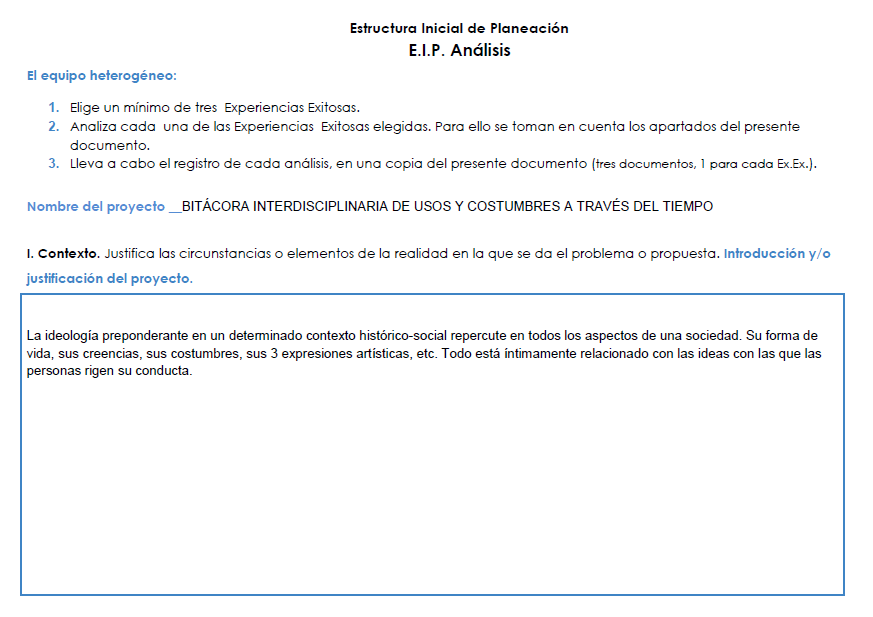 Estructura Inicial de Planeación
E.I.P. Análisis
El equipo heterogéneo:
1. Elige un mínimo de tres Experiencias Exitosas.
2. Analiza cada una de las Experiencias Exitosas elegidas. Para ello se toman en cuenta los apartados del presente
documento.
3. Lleva a cabo el registro de cada análisis, en una copia del presente documento (tres documentos, 1 para cada Ex.Ex.).
Nombre del proyecto __BITÁCORA INTERDISCIPLINARIA DE USOS Y COSTUMBRES A TRAVÉS DEL TIEMPO
I. Contexto. Justifica las circunstancias o elementos de la realidad en la que se da el problema o propuesta. Introducción y/o
justificación del proyecto.
La ideología preponderante en un determinado contexto histórico-social repercute en todos los aspectos de una sociedad. Su forma de
vida, sus creencias, sus costumbres, sus 3 expresiones artísticas, etc. Todo está íntimamente relacionado con las ideas con las que las
personas rigen su conducta.